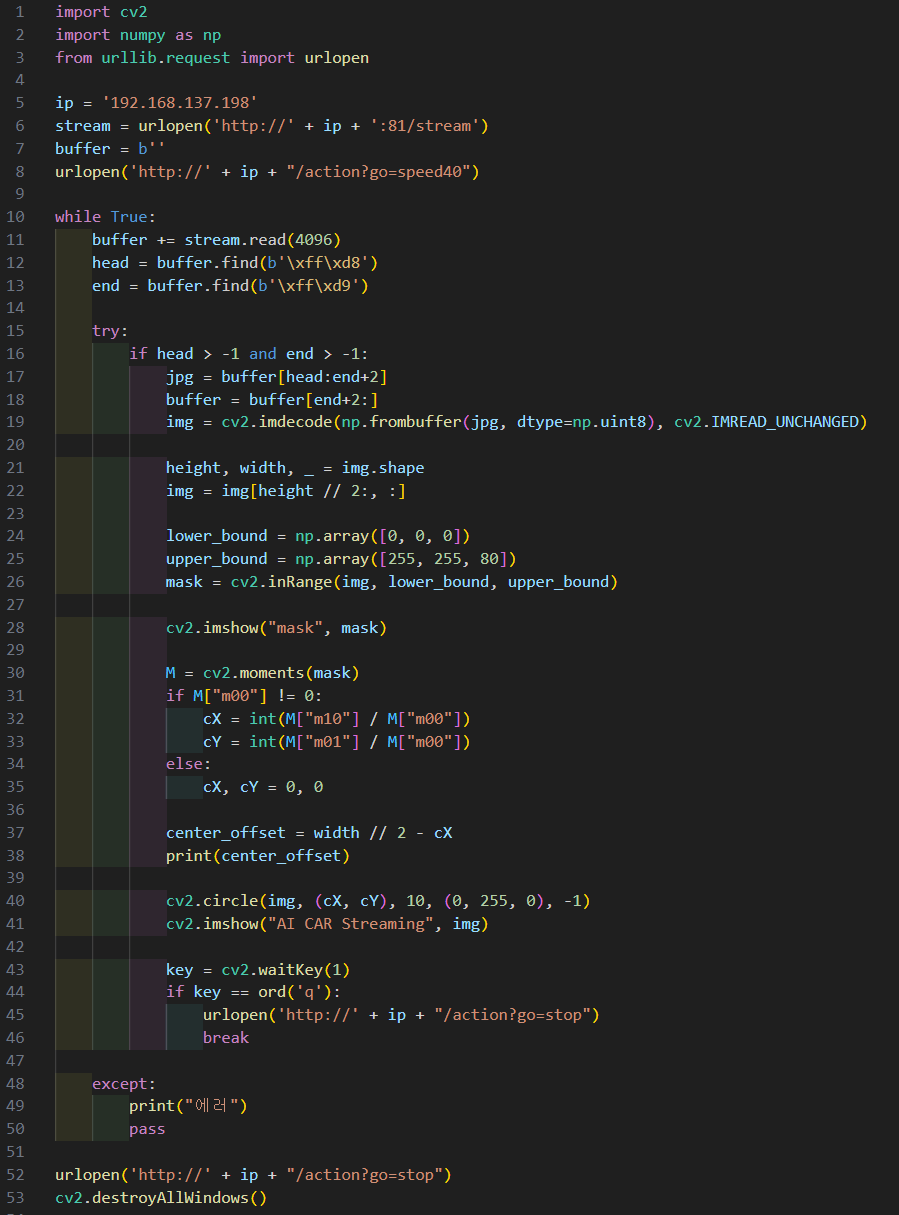 1 import cv2
2 import numpy as np
3 from urllib.request import urlopen
4
5 ip = '192.168.137.198'
6 stream = urlopen('http://' + ip + ':81/stream')
7 buffer = b''
8 urlopen('http://' + ip + "/action?go=speed40")
9
10 while True:
11     buffer += stream.read(4096)
12     head = buffer.find(b'\xff\xd8')
13     end = buffer.find(b'\xff\xd9')
14
15     try:
16         if head > -1 and end > -1:
17             jpg = buffer[head:end+2]
18             buffer = buffer[end+2:]
19             img = cv2.imdecode(np.frombuffer(jpg, dtype=np.uint8), cv2.IMREAD_UNCHANGED)
20
21             height, width, _ = img.shape
22             img = img[height // 2:, :]
23
24             lower_bound = np.array([0, 0, 0])
25             upper_bound = np.array([255, 255, 80])
26             mask = cv2.inRange(img, lower_bound, upper_bound)
27
28             cv2.imshow("mask", mask)
29
30             M = cv2.moments(mask)
31             if M["m00"] != 0:
32                 cX = int(M["m10"] / M["m00"])
33                 cY = int(M["m01"] / M["m00"])
34             else:
35                 cX, cY = 0, 0
36
37             center_offset = width // 2 - cX
38             print(center_offset)
39
40             cv2.circle(img, (cX, cY), 10, (0, 255, 0), -1)
41             cv2.imshow("AI CAR Streaming", img)
42
43             key = cv2.waitKey(1)
44             if key == ord('q'):
45                 urlopen('http://' + ip + "/action?go=stop")
46                 break
47
48     except:
49         print("에러")
50         pass
51
52 urlopen('http://' + ip + "/action?go=stop")
53 cv2.destroyAllWindows()